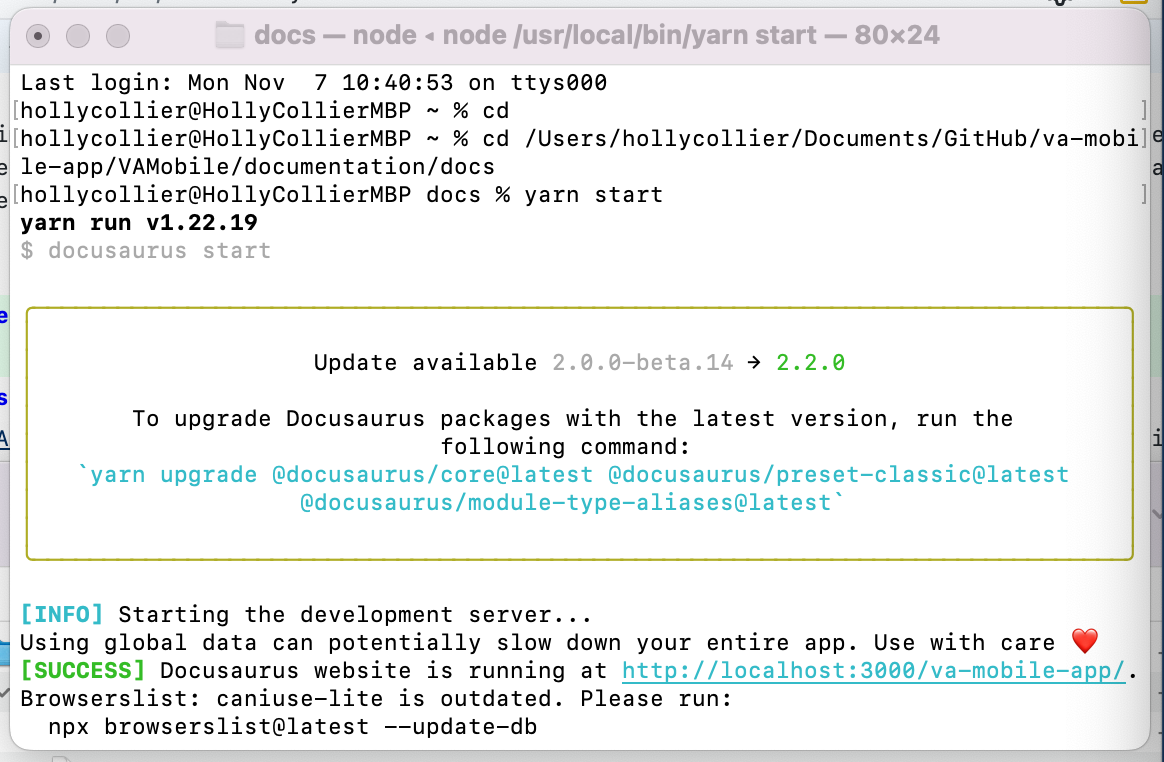 docs — node ◂ node /usr/local/bin/yarn start — 80×24
Last login: Mon Nov  7 10:40:53 on ttys000
[hollycollier@HollyCollierMBP ~ % cd ]
[hollycollier@HollyCollierMBP ~ % cd /Users/hollycollier/Documents/GitHub/va-mobi]
le-app/VAMobile/documentation/docs
[hollycollier@HollyCollierMBP docs % yarn start ]
yarn run v1.22.19
$ docusaurus start
Update available 2.0.0-beta.14 → 2.2.0
To upgrade Docusaurus packages with the latest version, run the
following command:
`yarn upgrade @docusaurus/core@latest @docusaurus/preset-classic@latest
@docusaurus/module-type-aliases@latest`
[INFO] Starting the development server...
Using global data can potentially slow down your entire app. Use with care ❤️
[SUCCESS] Docusaurus website is running at http://localhost:3000/va-mobile-app/.
Browserslist: caniuse-lite is outdated. Please run:
  npx browserslist@latest --update-db